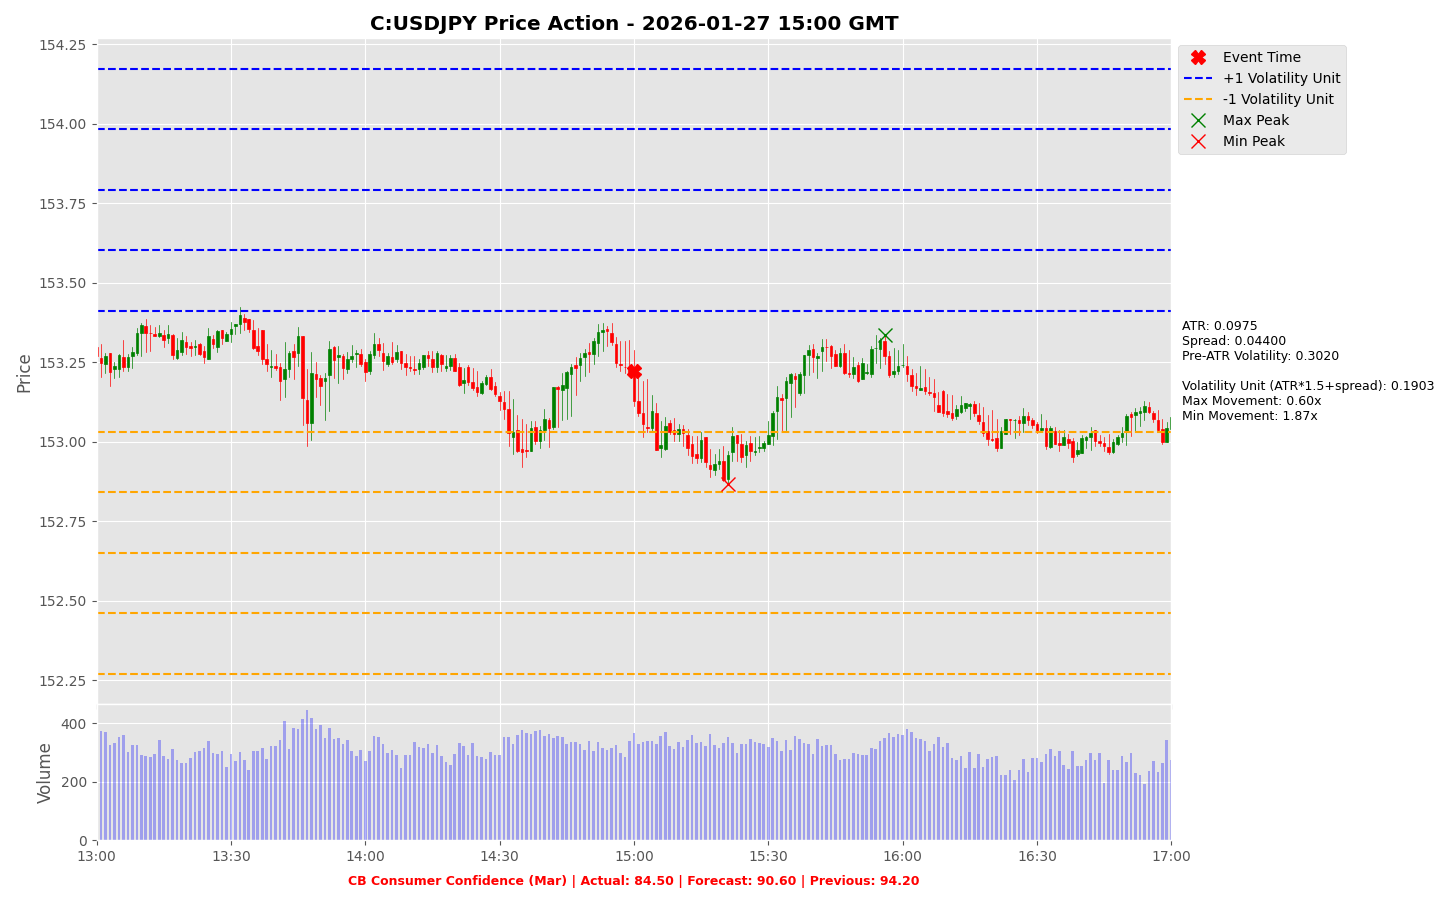 C:USDJPY Price Action - 2026-01-27 15:00 GMT
Price
154.25
154.00
153.75
153.50
153.25
153.00
152.75
152.50
152.25
Event Time
+1 Volatility Unit
-1 Volatility Unit
Max Peak
Min Peak
ATR: 0.0975
Spread: 0.04400
Pre-ATR Volatility: 0.3020
Volatility Unit (ATR*1.5+spread): 0.1903
Max Movement: 0.60x
Min Movement: 1.87x
Volume
400
200
0
13:00 13:30 14:00 14:30 15:00 15:30 16:00 16:30 17:00
CB Consumer Confidence (Mar) | Actual: 84.50 | Forecast: 90.60 | Previous: 94.20